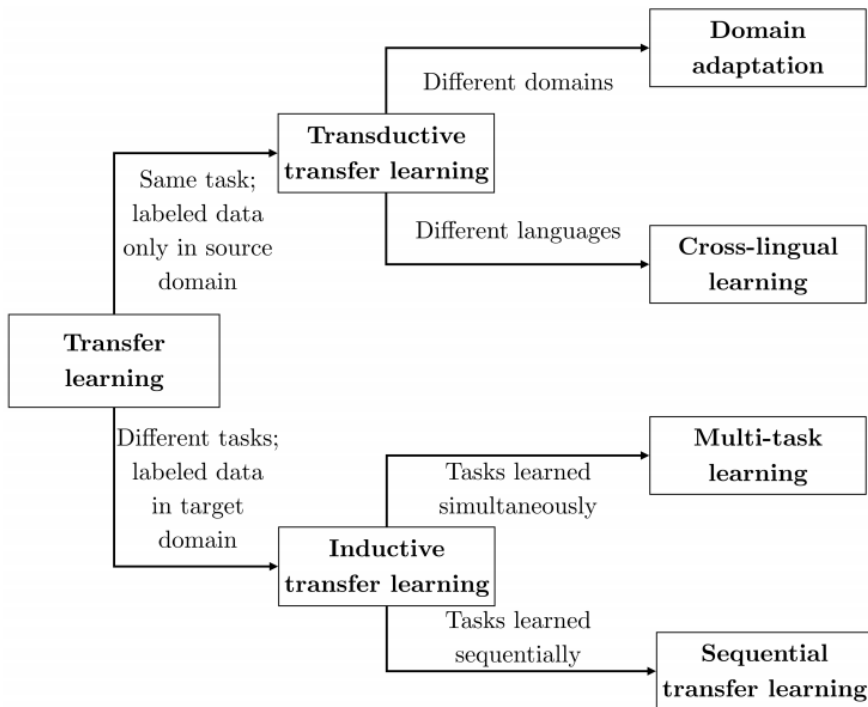 Domain
adaptation
Different domains
Transductive
transfer learning
Same task;
labeled data
only in source
domain
Different languages
Cross-lingual
learning
Transfer
learning
Different tasks;
labeled data
in target
domain
Multi-task
learning
Tasks learned
simultaneously
Inductive
transfer learning
Tasks learned
sequentially
Sequential
transfer learning